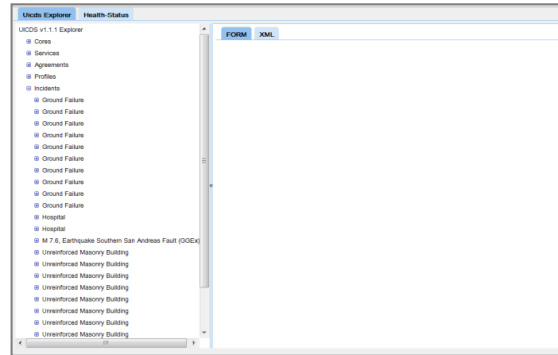 Uicds Explorer Health-Status
UICDS v1.1.1 Explorer
FORM XML
Cores
Services
Agreements
Profiles
Incidents
Ground Failure
Ground Failure
Ground Failure
Ground Failure
Ground Failure
Ground Failure
Ground Failure
Ground Failure
Ground Failure
Ground Failure
Hospital
Hospital
M 7.6, Earthquake Southern San Andreas Fault (GGEx)
Unreinforced Masonry Building
Unreinforced Masonry Building
Unreinforced Masonry Building
Unreinforced Masonry Building
Unreinforced Masonry Building
Unreinforced Masonry Building
Unreinforced Masonry Building
Unreinforced Masonry Building